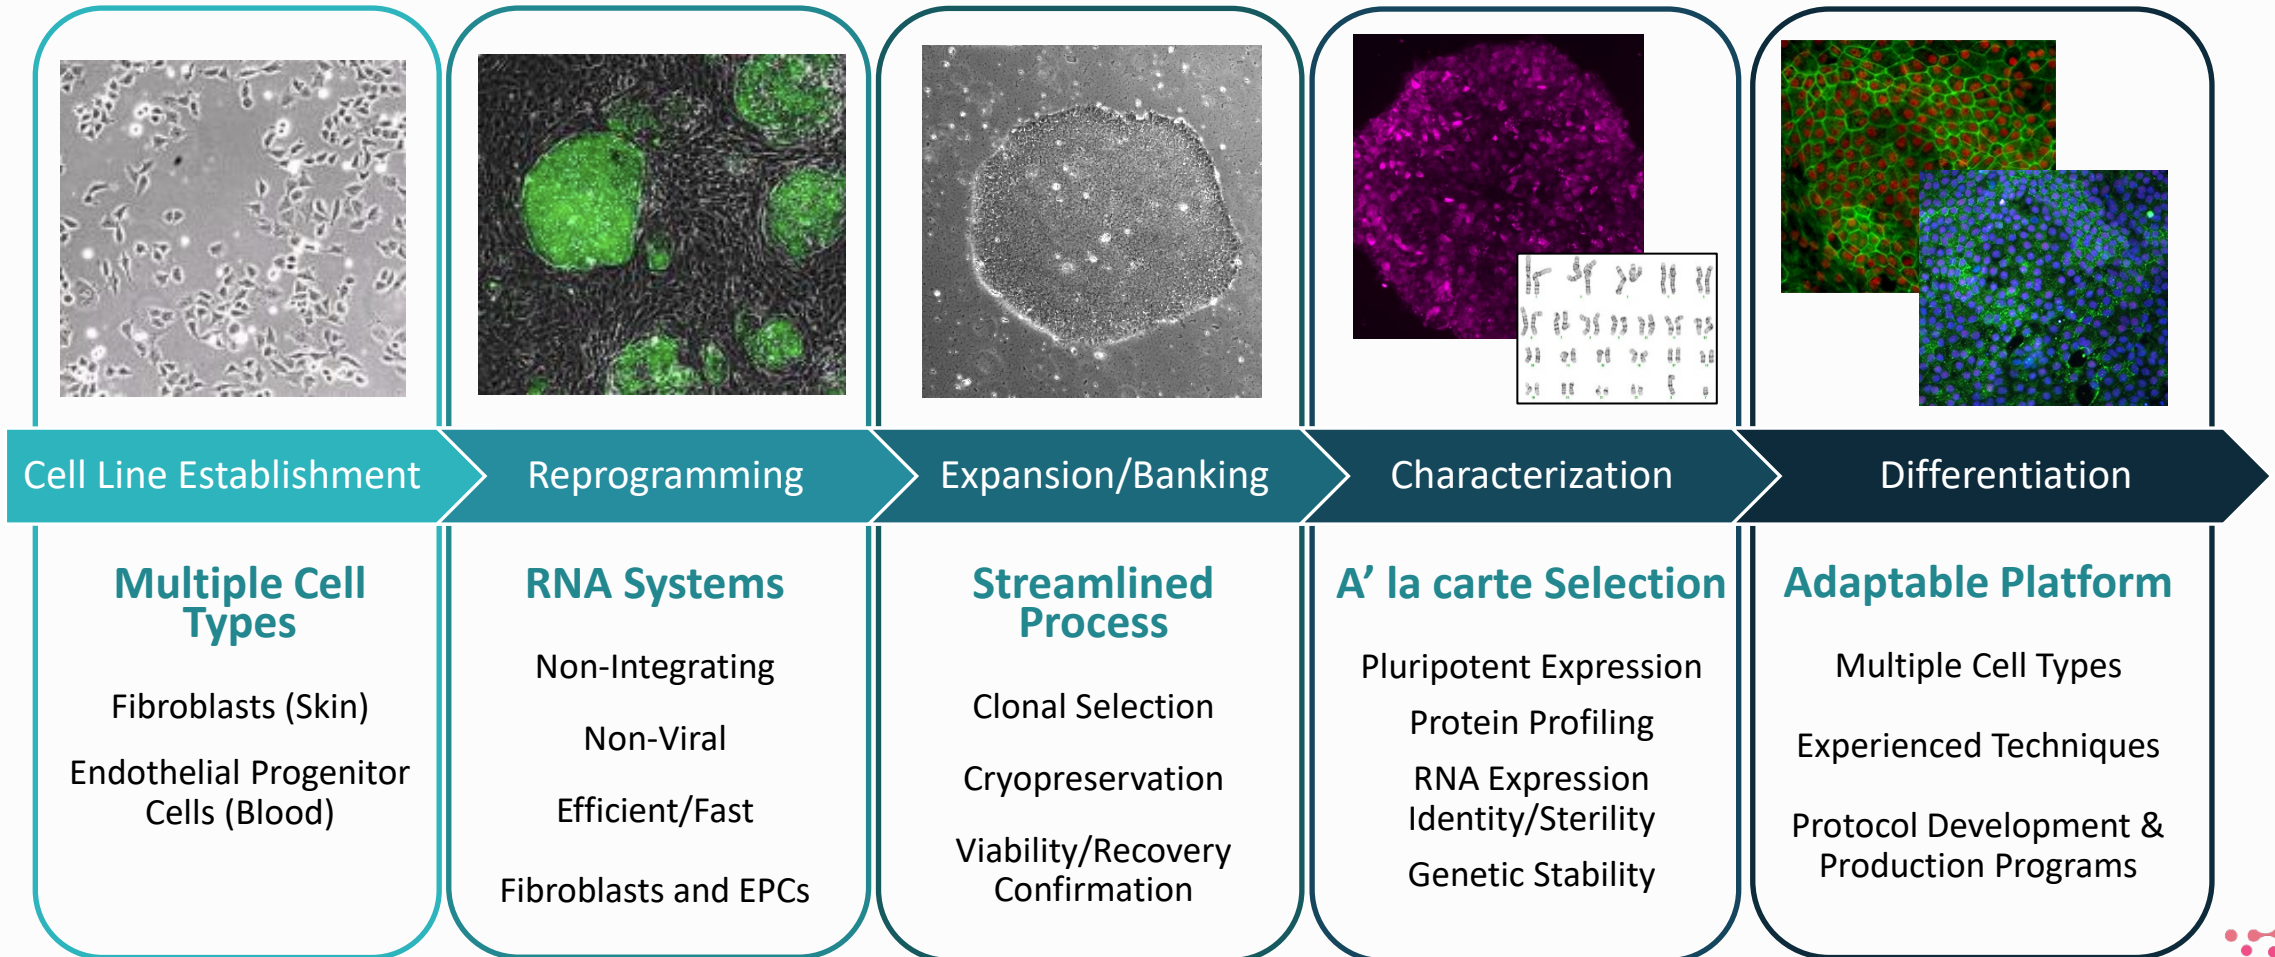 Cell Line Establishment
Reprogramming
Expansion/Banking
Characterization
Differentiation
Multiple Cell
Types
Fibroblasts (Skin)
Endothelial Progenitor
Cells (Blood)
RNA Systems
Non-Integrating
Non-Viral
Efficient/Fast
Fibroblasts and EPCs
Streamlined
Process
Clonal Selection
Cryopreservation
Viability/Recovery
Confirmation
A’ la carte Selection
Pluripotent Expression
Protein Profiling
RNA Expression
Identity/Sterility
Genetic Stability
Adaptable Platform
Multiple Cell Types
Experienced Techniques
Protocol Development &
Production Programs